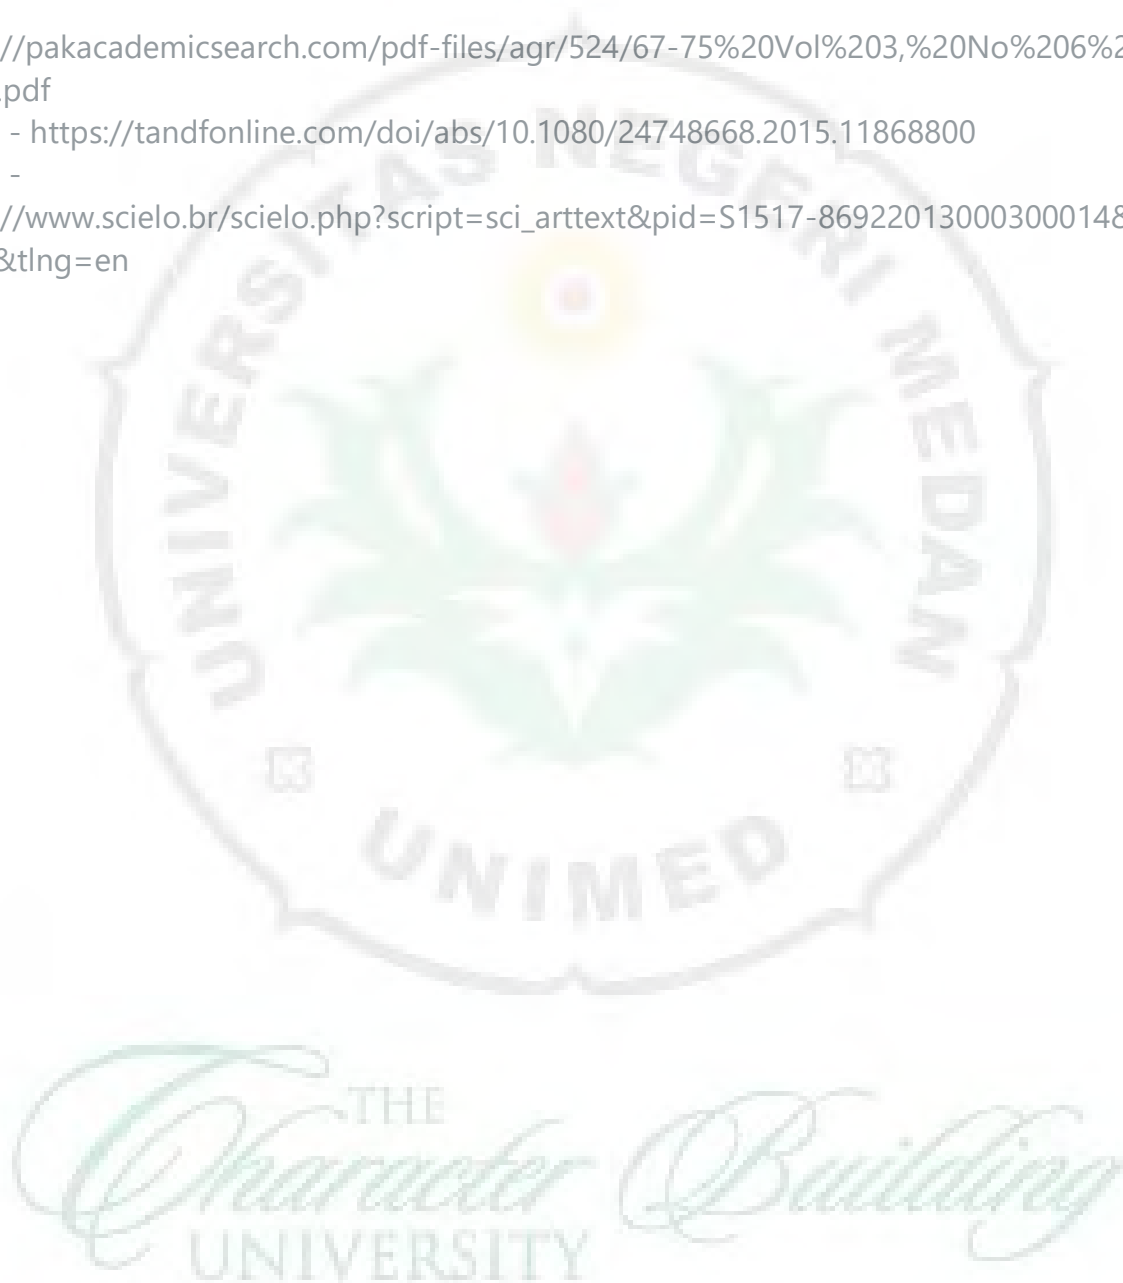 //pakacademicsearch.com/pdf-files/agr/524/67-75%20Vol%203,%20No%206%2
.pdf
- https://tandfonline.com/doi/abs/10.1080/24748668.2015.11868800
-
//www.scielo.br/scielo.php?script=sci_arttext&pid=S1517-869220130003000148
&tlng=en
UNIVERSITAS NEGERI MEDAN
UNIMED
THE
Character Building
UNIVERSITY